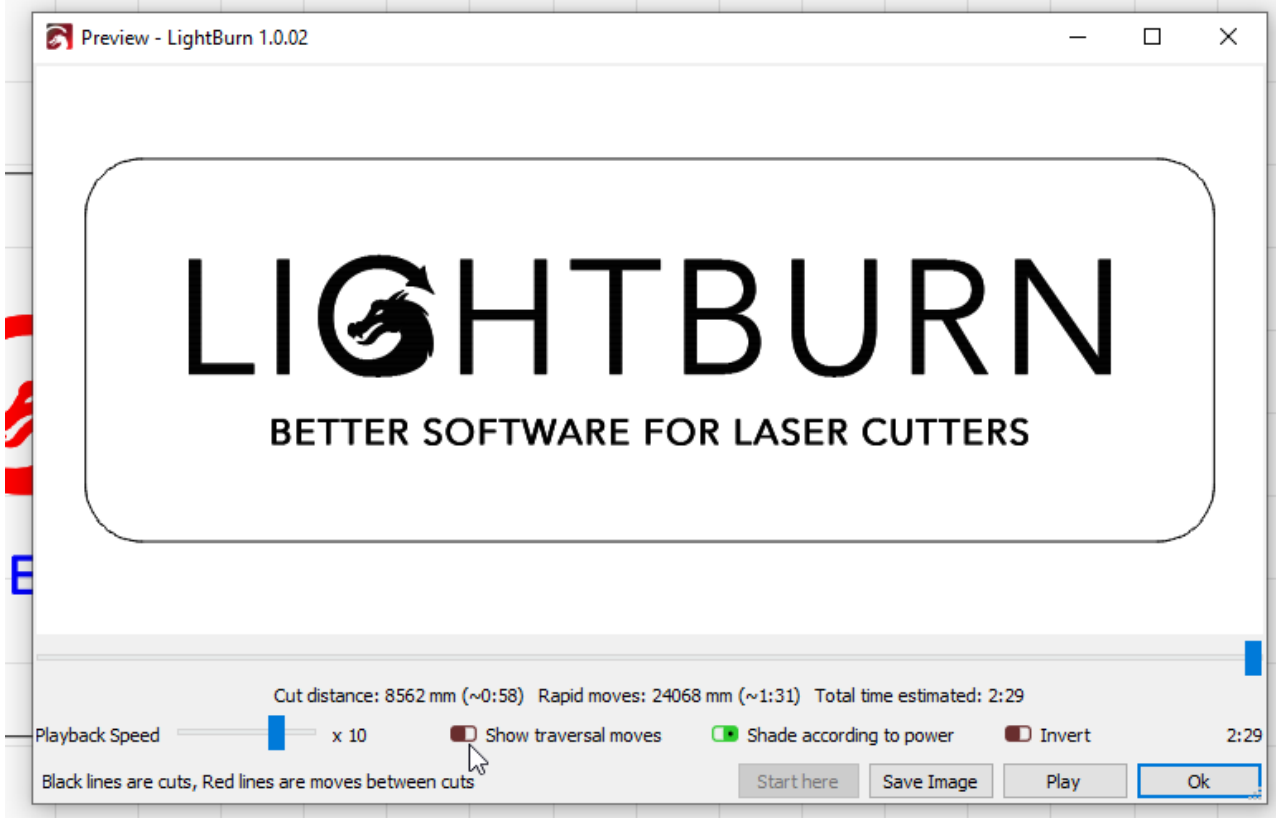 Preview - LightBurn 1.0.02
LIGHTBURN
BETTER SOFTWARE FOR LASER CUTTERS
E
Cut distance: 8562 mm (~0:58) Rapid moves: 24068 mm (~1:31) Total time estimated: 2:29
Playback Speed x 10 Show traversal moves Shade according to power Invert 2:29
Black lines are cuts, Red lines are moves between cuts Start here Save Image Play Ok